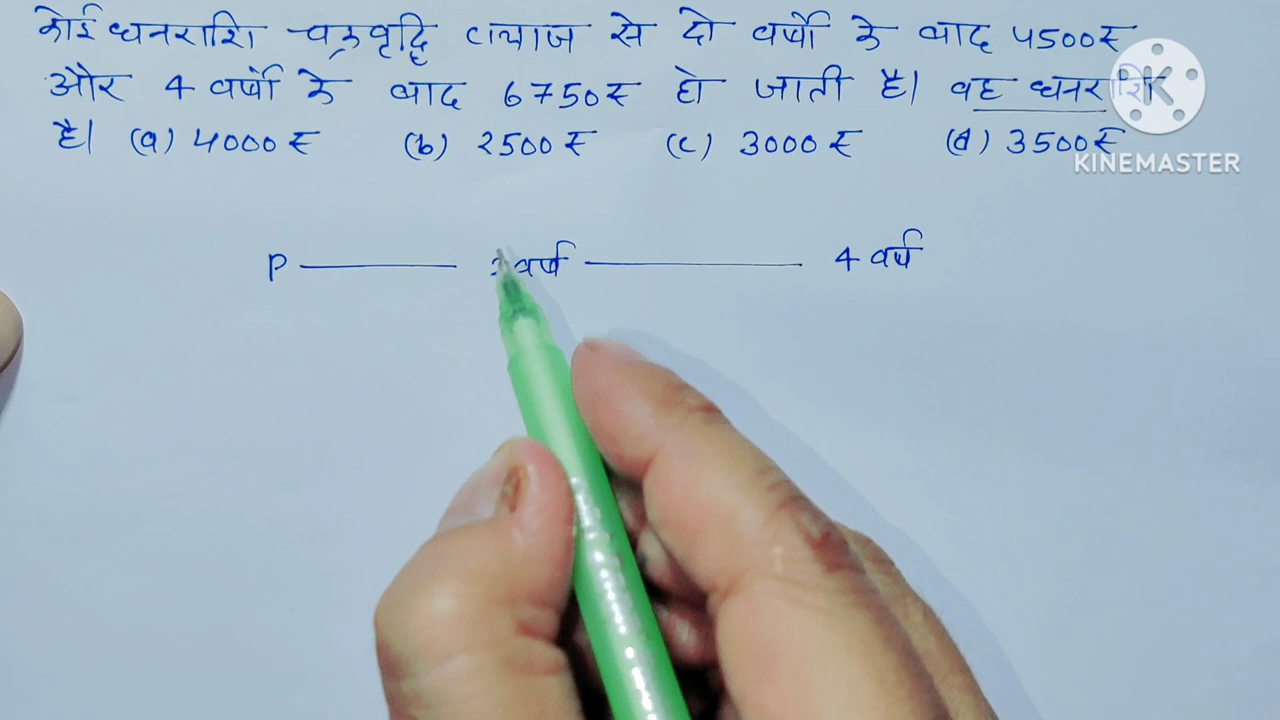 कोई धनराशि चक्रवृद्धि ब्याज से दो वर्षों के बाद 4500₹
और 4 वर्षों के बाद 6750₹ हो जाती है। वह धनराशि
है। (a) 4000₹ (b) 2500₹ (c) 3000₹ (d) 3500₹
KINEMASTER
P वर्ष 4 वर्ष